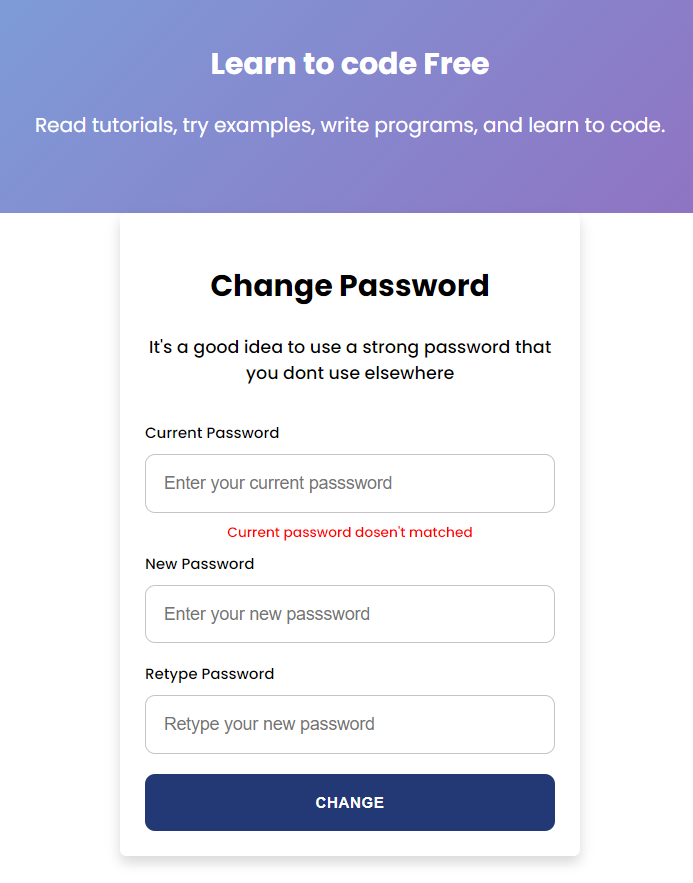 Learn to code Free
Read tutorials, try examples, write programs, and learn to code.
Change Password
It's a good idea to use a strong password that
you dont use elsewhere
Current Password
Enter your current passsword
Current password dosen't matched
New Password
Enter your new passsword
Retype Password
Retype your new password
CHANGE